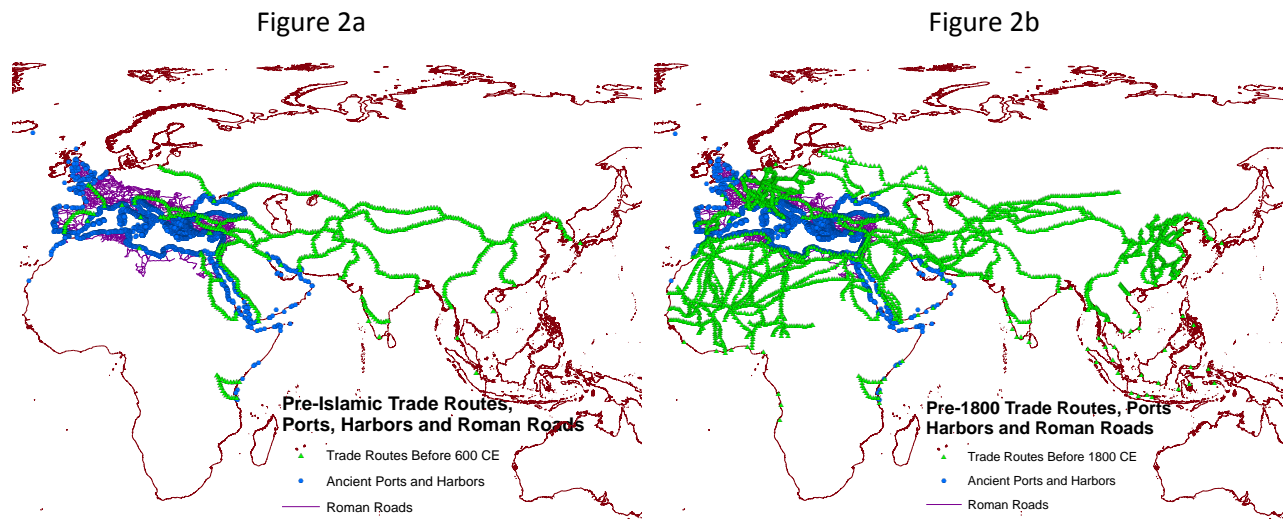 Figure 2a
Figure 2b
Pre-Islamic Trade Routes,
Ports, Harbors and Roman Roads
Trade Routes Before 600 CE
Ancient Ports and Harbors
Roman Roads
Pre-1800 Trade Routes, Ports
Harbors and Roman Roads
Trade Routes Before 1800 CE
Ancient Ports and Harbors
Roman Roads